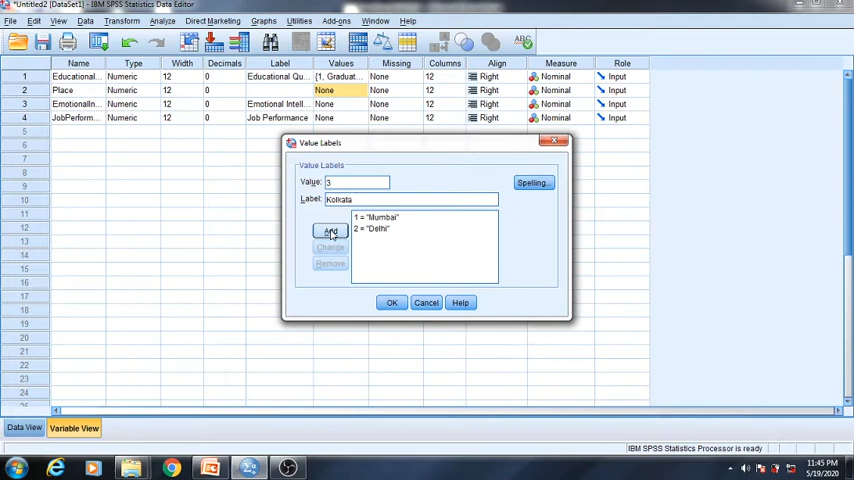 *Untitled2 [DataSet1] - IBM SPSS Statistics Data Editor
File Edit View Data Transform Analyze Direct Marketing Graphs Utilities Add-ons Window Help
Name Type Width Decimals Label Values Missing Columns Align Measure Role
1 Educational... Numeric 12 0 Educational Qu... {1, Graduat... None 12 Right Nominal Input
2 Place Numeric 12 0 None None 12 Right Nominal Input
3 EmotionalIn... Numeric 12 0 Emotional Intell... None None 12 Right Nominal Input
4 JobPerform... Numeric 12 0 Job Performance None None 12 Right Nominal Input
5
6
7
8
9
10
11
12
13
14
15
16
17
18
19
20
21
22
23
24
Value Labels
Value Labels
Value: 3
Spelling...
Label: Kolkata
1 = "Mumbai"
2 = "Delhi"
Add
Change
Remove
OK Cancel Help
Data View Variable View
IBM SPSS Statistics Processor is ready
11:45 PM
5/19/2020